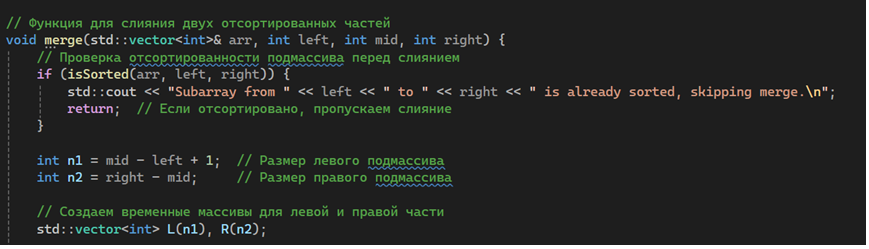 // Функция для слияния двух отсортированных частей
void merge(std::vector<int>& arr, int left, int mid, int right) {
    // Проверка отсортированности подмассива перед слиянием
    if (isSorted(arr, left, right)) {
        std::cout << "Subarray from " << left << " to " << right << " is already sorted, skipping merge.\n";
        return;  // Если отсортировано, пропускаем слияние
    }

    int n1 = mid - left + 1;  // Размер левого подмассива
    int n2 = right - mid;     // Размер правого подмассива

    // Создаем временные массивы для левой и правой части
    std::vector<int> L(n1), R(n2);